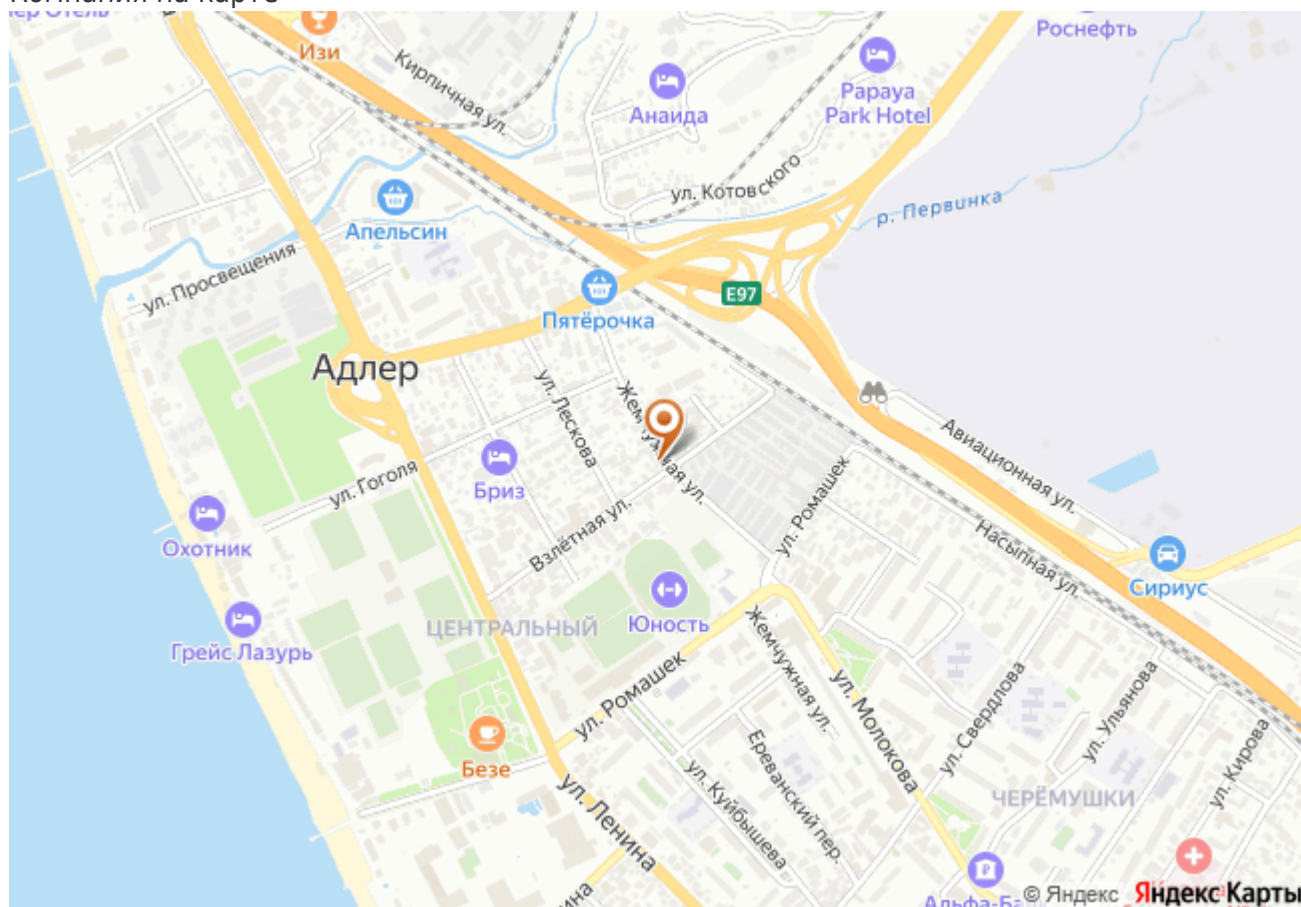 Компания на карте
Изи
Роснефть
Кирпичная ул.
Анаида
Papaya
Park Hotel
ул. Котовского
р. Первинка
Апельсин
ул. Просвещения
E97
Пятёрочка
Адлер
Жемчужная ул.
ул. Лескова
Авиационная ул.
ул. Гоголя
Бриз
ул. Ромашек
Взлётная ул.
Охотник
Насыпная ул.
Сириус
Юность
ЦЕНТРАЛЬНЫЙ
Грейс Лазурь
Жемчужная ул.
ул. Ромашек
ул. Молокова
ул. Свердлова
ул. Ульянова
ул. Кирова
Безе
Ереванский пер.
ул. Куйбышева
ул. Ленина
ЧЕРЁМУШКИ
© Яндекс Яндекс Карты